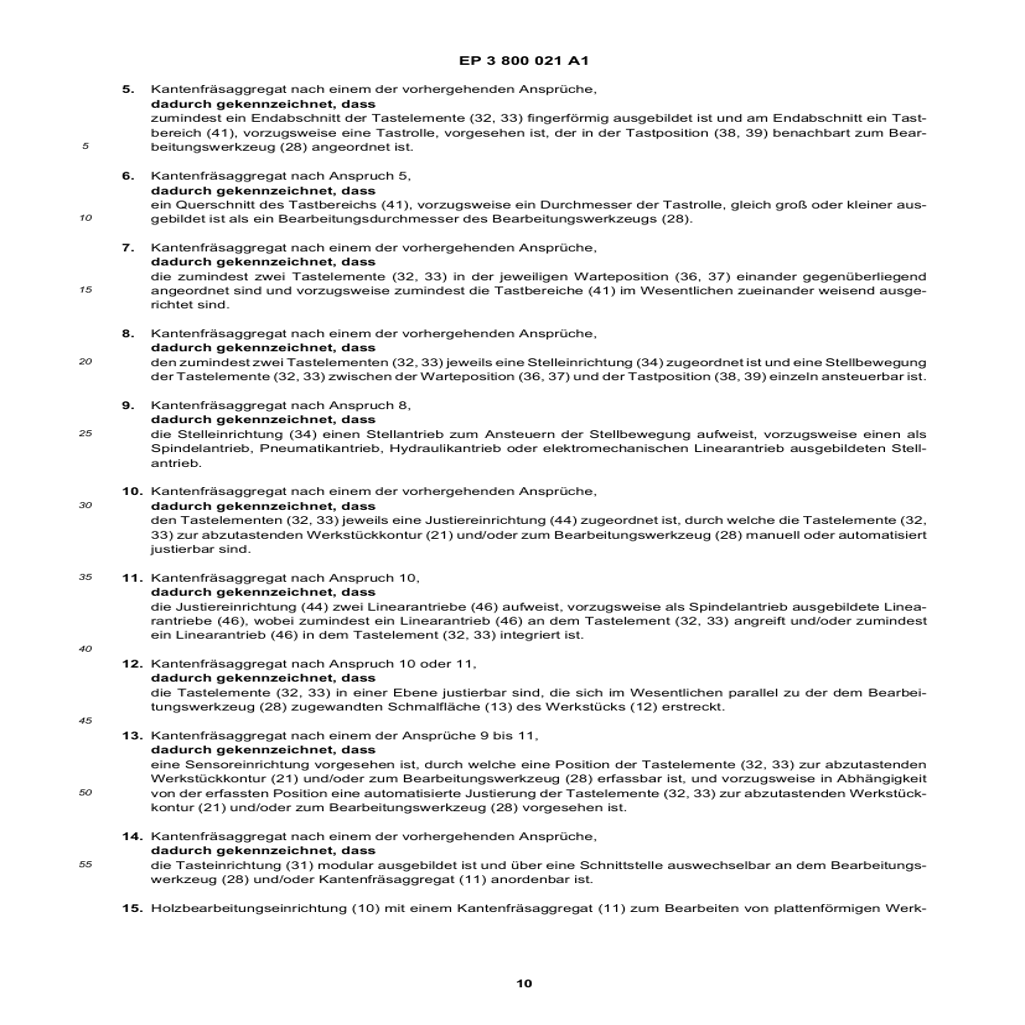 EP 3 800 021 A1
5. Kantenfräsaggregat nach einem der vorhergehenden Ansprüche,
dadurch gekennzeichnet, dass
zumindest ein Endabschnitt der Tastelemente (32, 33) fingerförmig ausgebildet ist und am Endabschnitt ein Tast-
bereich (41), vorzugsweise eine Tastrolle, vorgesehen ist, der in der Tastposition (38, 39) benachbart zum Bear-
5 beitungswerkzeug (28) angeordnet ist.
6. Kantenfräsaggregat nach Anspruch 5,
dadurch gekennzeichnet, dass
ein Querschnitt des Tastbereichs (41), vorzugsweise ein Durchmesser der Tastrolle, gleich groß oder kleiner aus-
10 gebildet ist als ein Bearbeitungsdurchmesser des Bearbeitungswerkzeugs (28).
7. Kantenfräsaggregat nach einem der vorhergehenden Ansprüche,
dadurch gekennzeichnet, dass
die zumindest zwei Tastelemente (32, 33) in der jeweiligen Warteposition (36, 37) einander gegenüberliegend
15 angeordnet sind und vorzugsweise zumindest die Tastbereiche (41) im Wesentlichen zueinander weisend ausge-
richtet sind.
8. Kantenfräsaggregat nach einem der vorhergehenden Ansprüche,
dadurch gekennzeichnet, dass
20 den zumindest zwei Tastelementen (32, 33) jeweils eine Stelleinrichtung (34) zugeordnet ist und eine Stellbewegung
der Tastelemente (32, 33) zwischen der Warteposition (36, 37) und der Tastposition (38, 39) einzeln ansteuerbar ist.
9. Kantenfräsaggregat nach Anspruch 8,
dadurch gekennzeichnet, dass
25 die Stelleinrichtung (34) einen Stellantrieb zum Ansteuern der Stellbewegung aufweist, vorzugsweise einen als
Spindelantrieb, Pneumatikantrieb, Hydraulikantrieb oder elektromechanischen Linearantrieb ausgebildeten Stell-
antrieb.
10. Kantenfräsaggregat nach einem der vorhergehenden Ansprüche,
30 dadurch gekennzeichnet, dass
den Tastelementen (32, 33) jeweils eine Justiereinrichtung (44) zugeordnet ist, durch welche die Tastelemente (32,
33) zur abzutastenden Werkstückkontur (21) und/oder zum Bearbeitungswerkzeug (28) manuell oder automatisiert
justierbar sind.
35 11. Kantenfräsaggregat nach Anspruch 10,
dadurch gekennzeichnet, dass
die Justiereinrichtung (44) zwei Linearantriebe (46) aufweist, vorzugsweise als Spindelantrieb ausgebildete Linea-
rantriebe (46), wobei zumindest ein Linearantrieb (46) an dem Tastelement (32, 33) angreift und/oder zumindest
ein Linearantrieb (46) in dem Tastelement (32, 33) integriert ist.
40
12. Kantenfräsaggregat nach Anspruch 10 oder 11,
dadurch gekennzeichnet, dass
die Tastelemente (32, 33) in einer Ebene justierbar sind, die sich im Wesentlichen parallel zu der dem Bearbei-
tungswerkzeug (28) zugewandten Schmalfläche (13) des Werkstücks (12) erstreckt.
45
13. Kantenfräsaggregat nach einem der Ansprüche 9 bis 11,
dadurch gekennzeichnet, dass
eine Sensoreinrichtung vorgesehen ist, durch welche eine Position der Tastelemente (32, 33) zur abzutastenden
Werkstückkontur (21) und/oder zum Bearbeitungswerkzeug (28) erfassbar ist, und vorzugsweise in Abhängigkeit
50 von der erfassten Position eine automatisierte Justierung der Tastelemente (32, 33) zur abzutastenden Werkstück-
kontur (21) und/oder zum Bearbeitungswerkzeug (28) vorgesehen ist.
14. Kantenfräsaggregat nach einem der vorhergehenden Ansprüche,
dadurch gekennzeichnet, dass
55 die Tasteinrichtung (31) modular ausgebildet ist und über eine Schnittstelle auswechselbar an dem Bearbeitungs-
werkzeug (28) und/oder Kantenfräsaggregat (11) anordenbar ist.
15. Holzbearbeitungseinrichtung (10) mit einem Kantenfräsaggregat (11) zum Bearbeiten von plattenförmigen Werk-
10